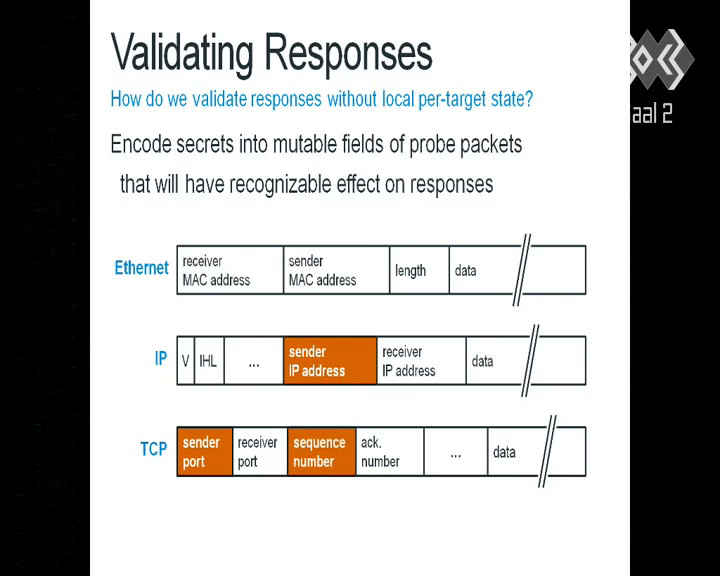 Validating Responses
How do we validate responses without local per-target state?
Encode secrets into mutable fields of probe packets
that will have recognizable effect on responses
Ethernet
receiver
MAC address
sender
MAC address
length
data
IP
V
IHL
...
sender
IP address
receiver
IP address
data
TCP
sender
port
receiver
port
sequence
number
ack.
number
...
data
aal 2